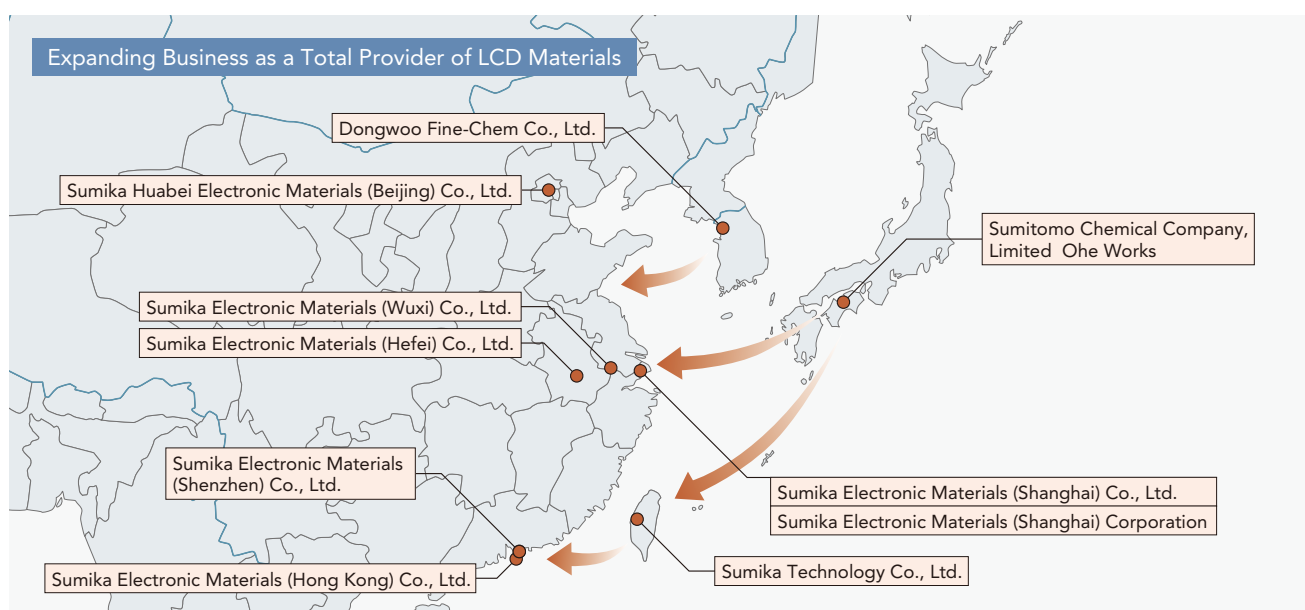 Expanding Business as a Total Provider of LCD Materials
Dongwoo Fine-Chem Co., Ltd.
Sumika Huabei Electronic Materials (Beijing) Co., Ltd.
Sumitomo Chemical Company,
Limited Ohe Works
Sumika Electronic Materials (Wuxi) Co., Ltd.
Sumika Electronic Materials (Hefei) Co., Ltd.
Sumika Electronic Materials
(Shenzhen) Co., Ltd.
Sumika Electronic Materials (Shanghai) Co., Ltd.
Sumika Electronic Materials (Shanghai) Corporation
Sumika Technology Co., Ltd.
Sumika Electronic Materials (Hong Kong) Co., Ltd.